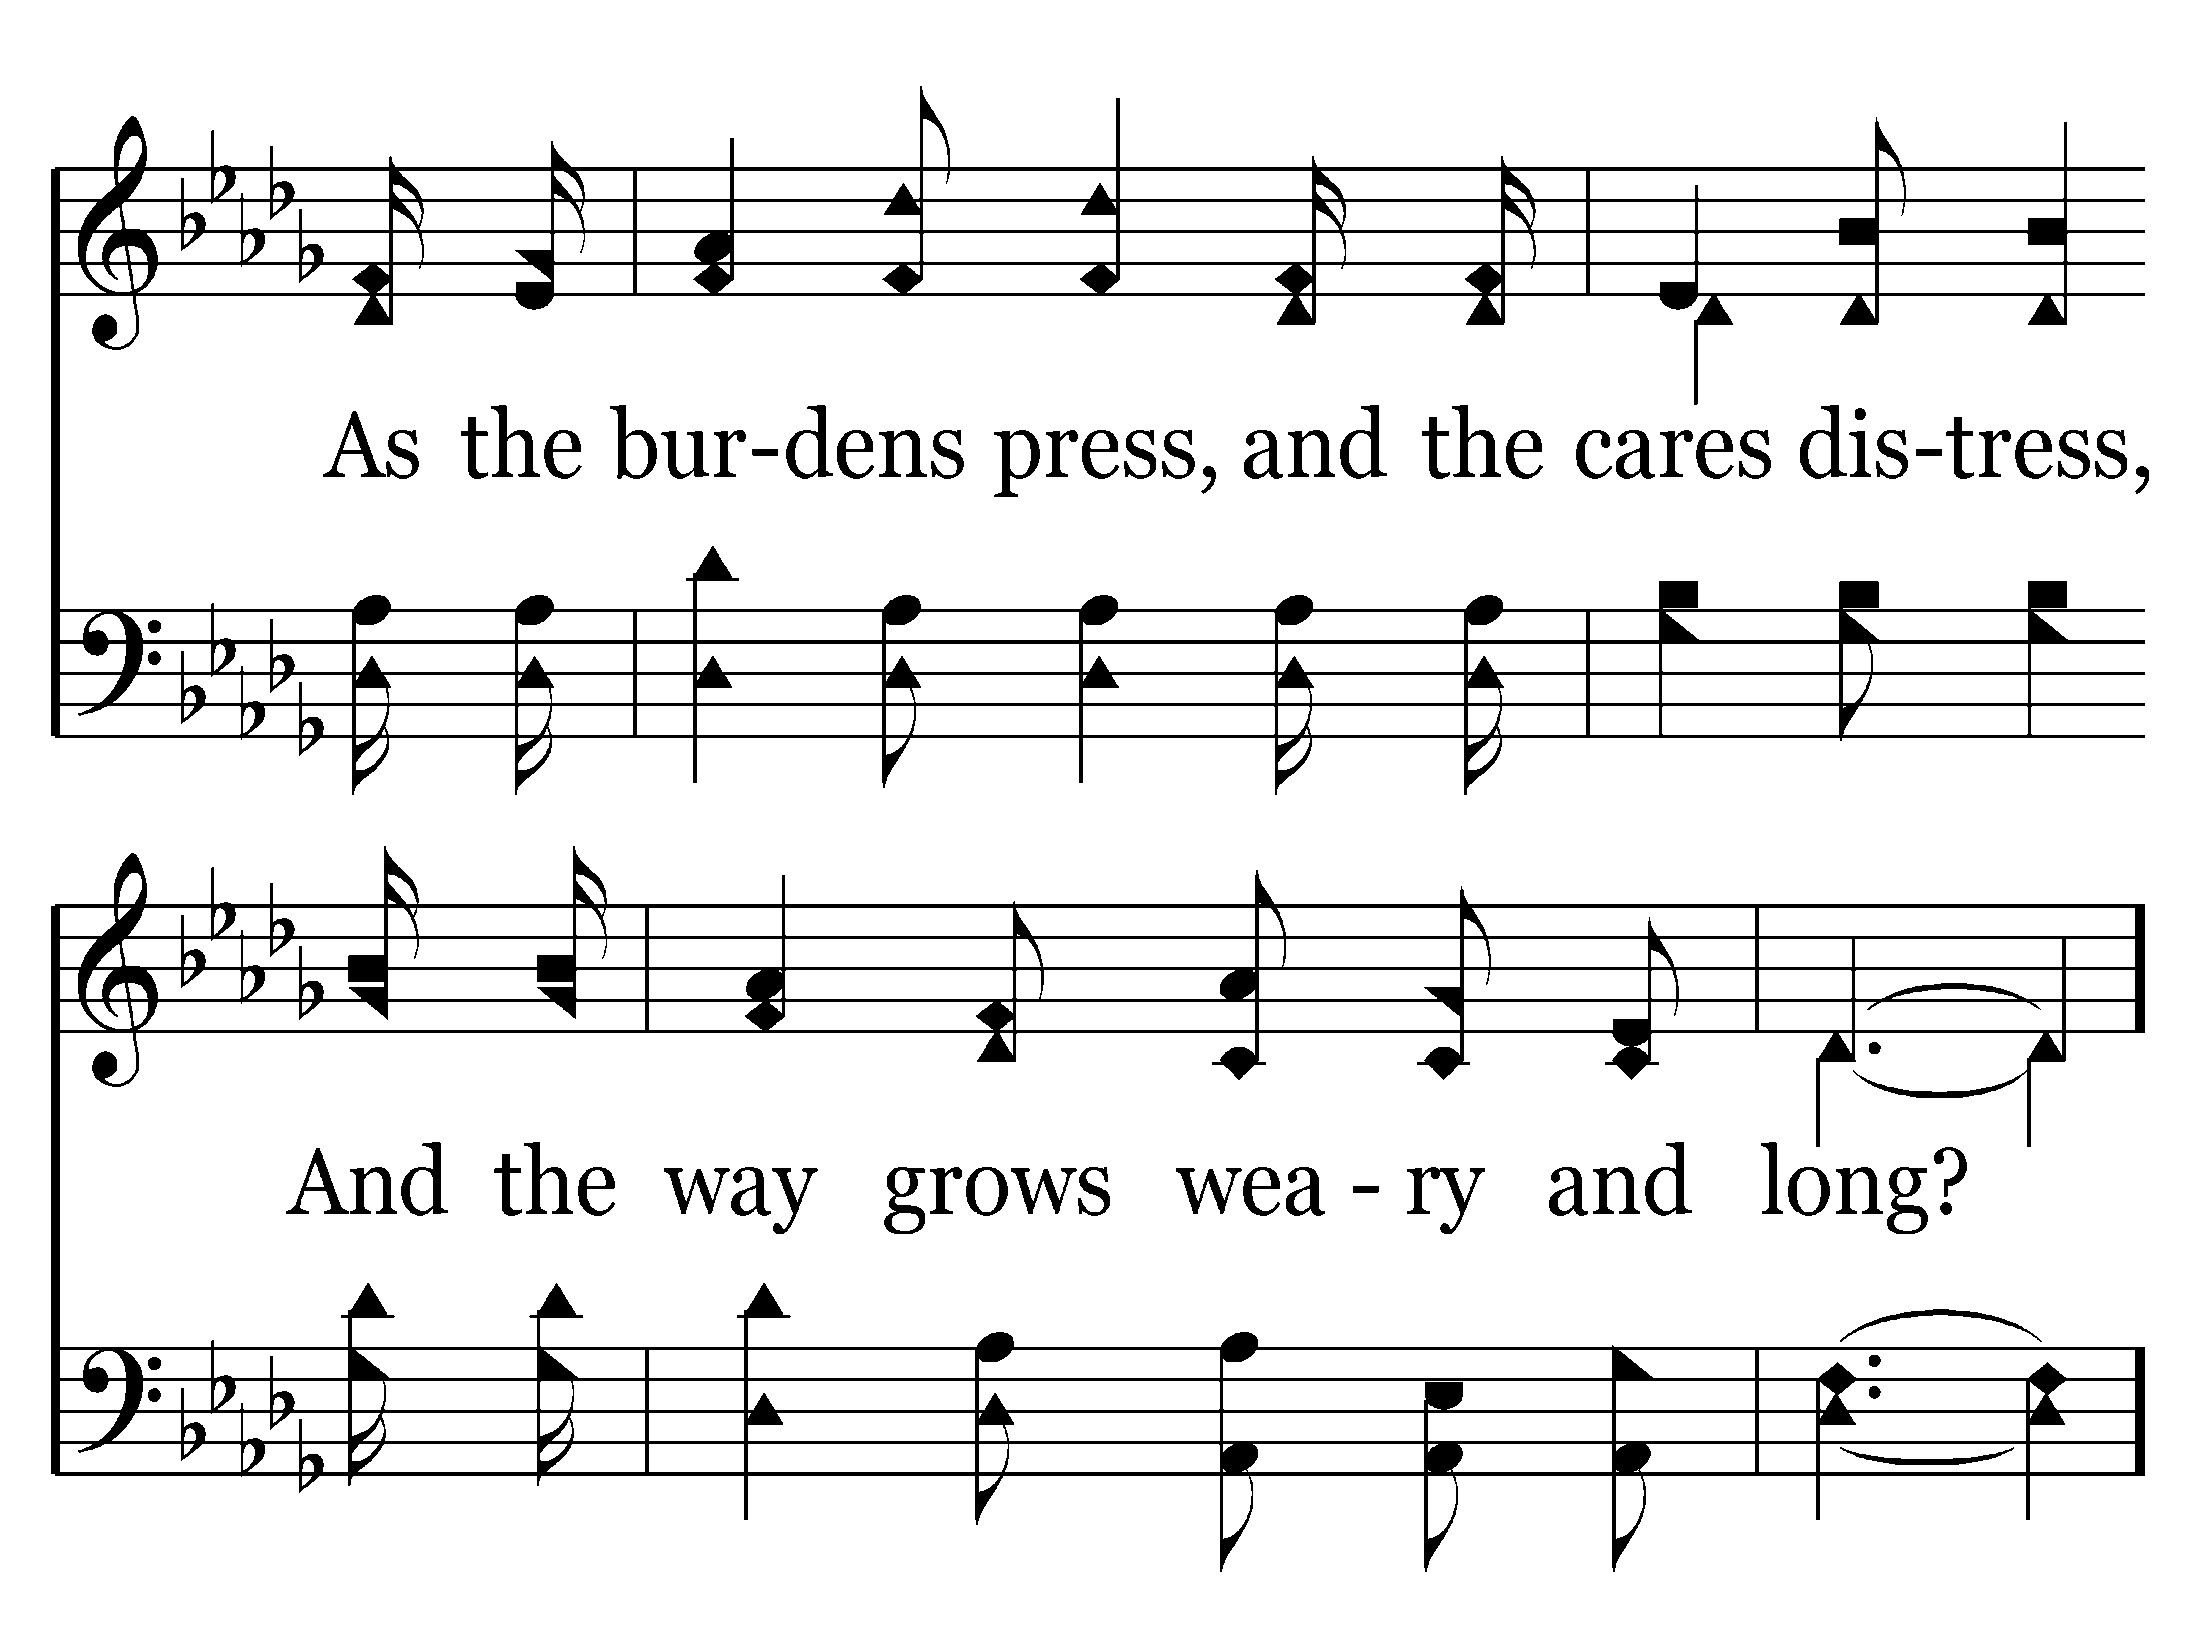 As the bur-dens press, and the cares dis-tress,
And the way grows wea - ry and long?